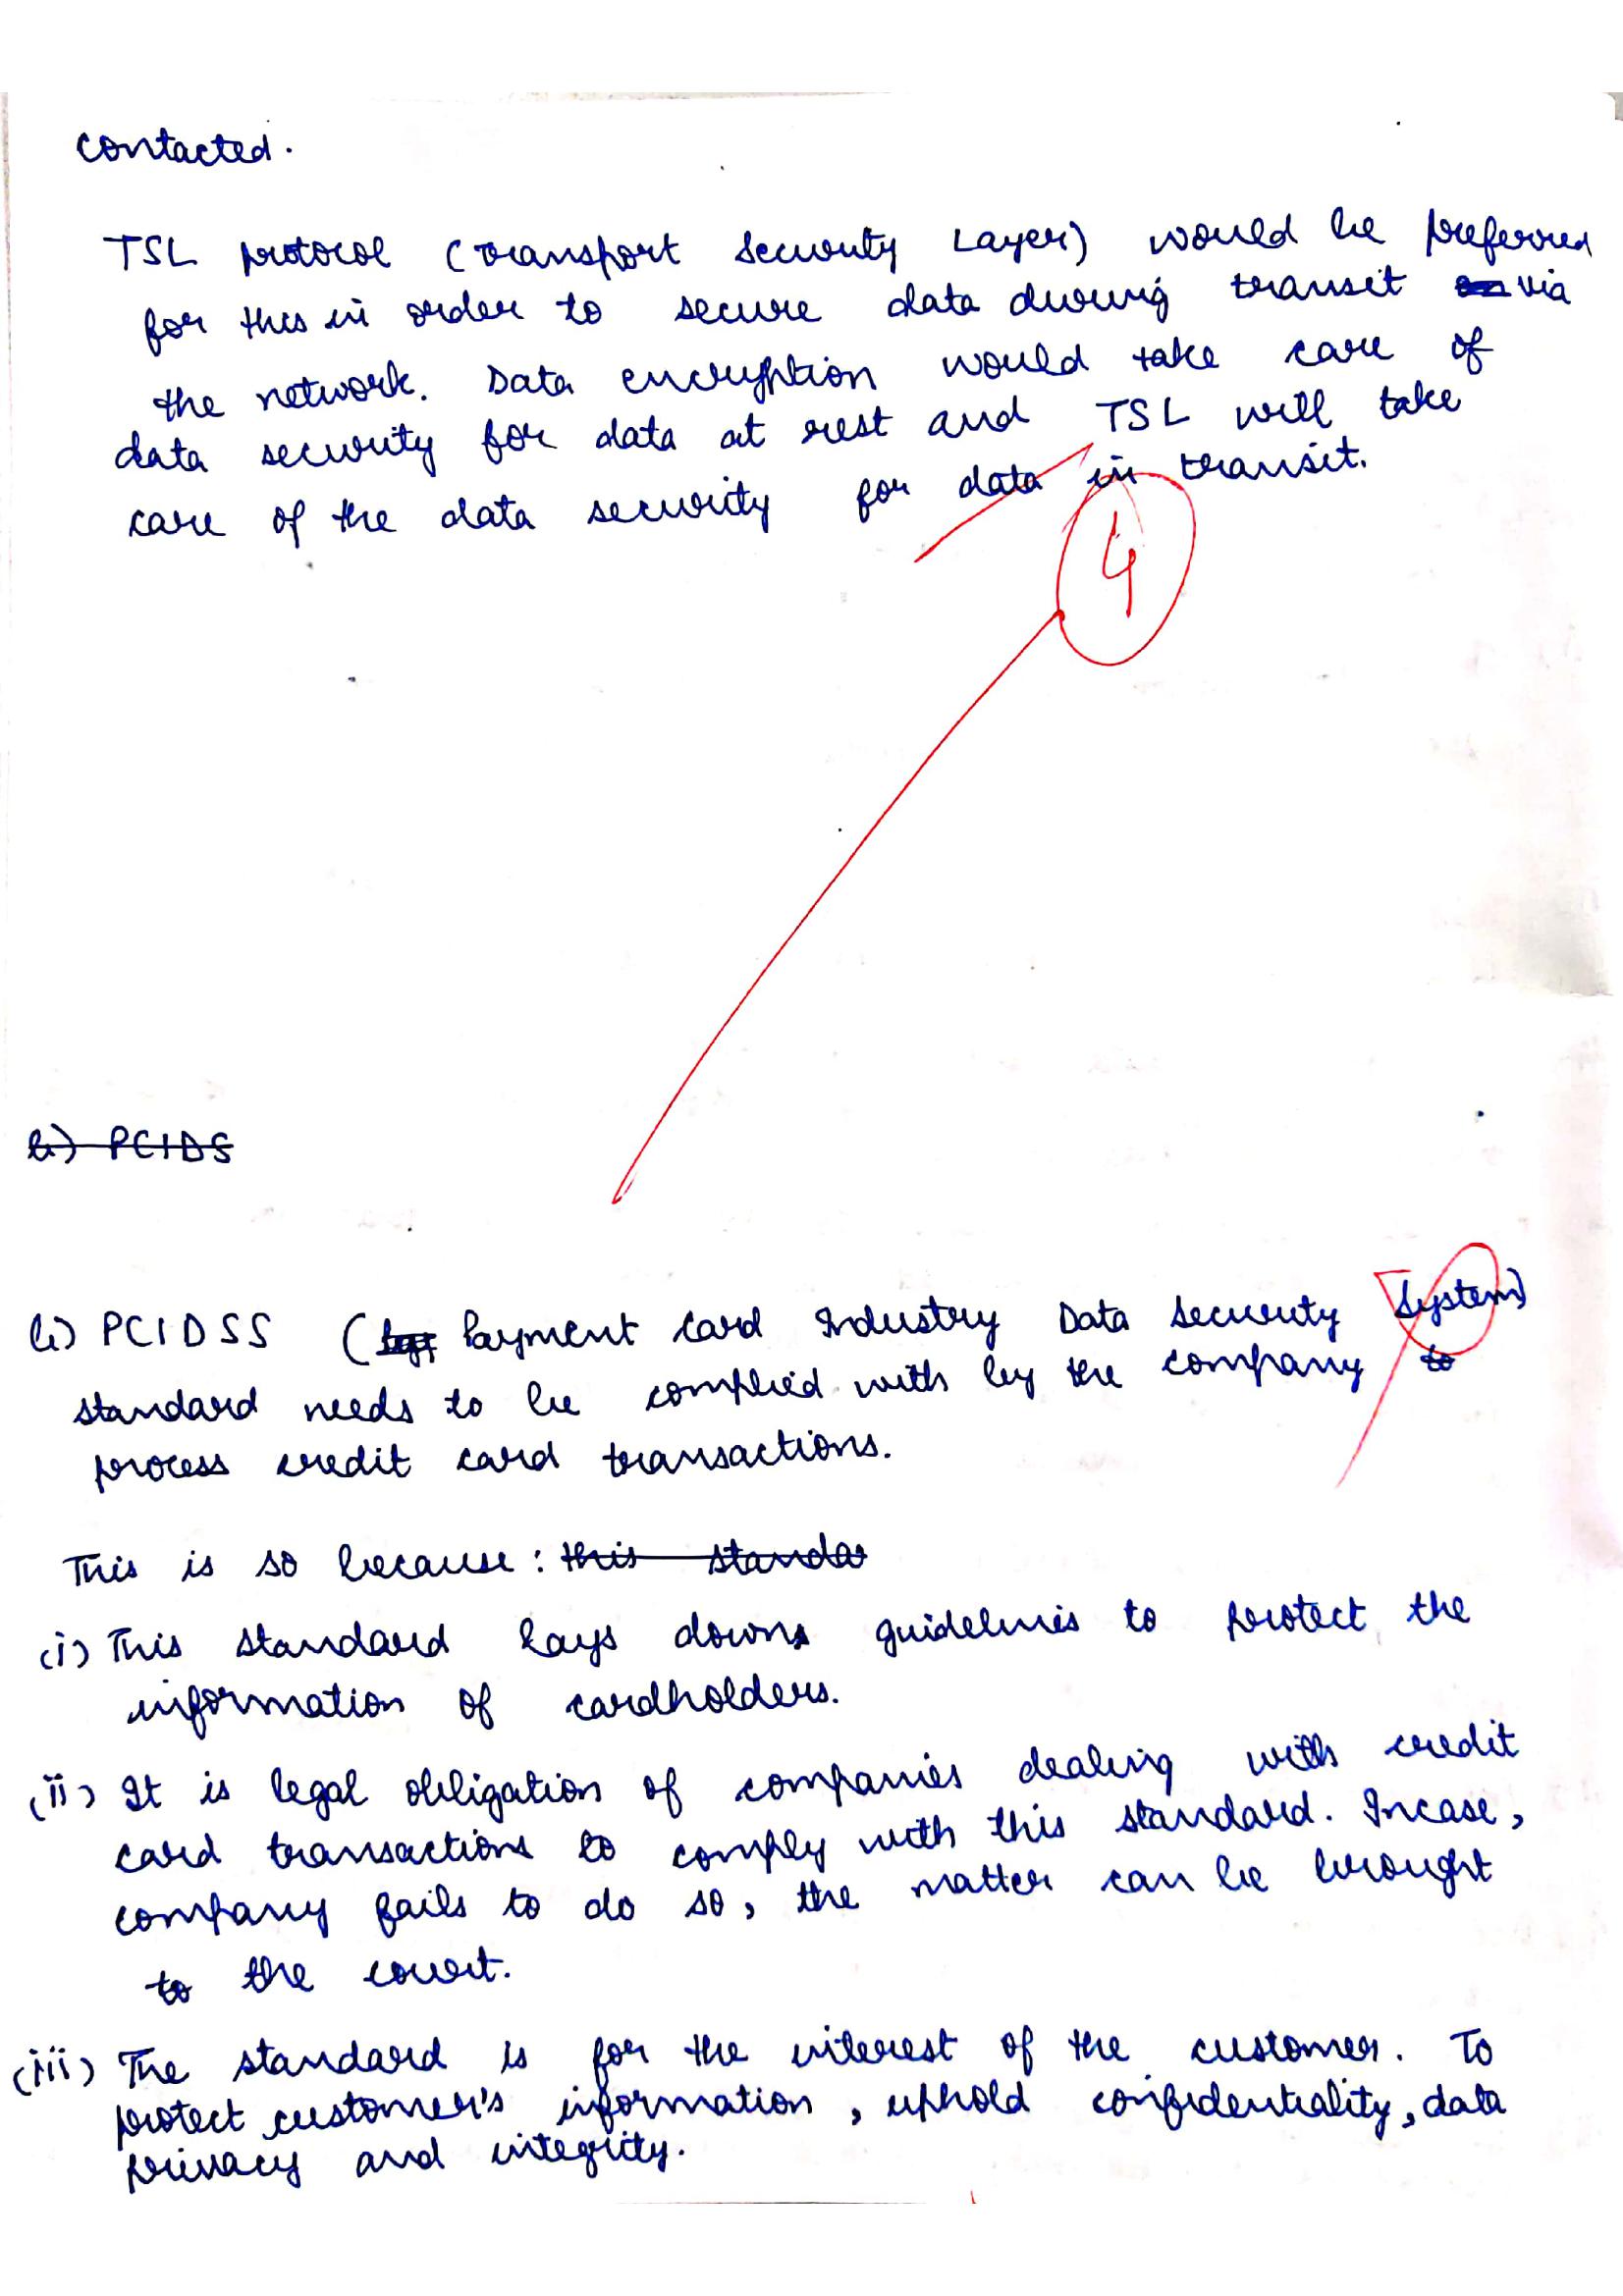 contacted.
TSL protocol (Transport Security Layer) would be preferred
for this in order to secure data during transit via
the network. Data encryption would take care of
data security for data at rest and TSL will take
care of the data security for data in transit.
4
b) PCIDS
b) PCIDSS (Payment Card Industry Data Security System)
standard needs to be complied with by the company to
process credit card transactions.
This is so because: this standar
(i) This standard lays down guidelines to protect the
information of cardholders.
(ii) It is legal obligation of companies dealing with credit
card transactions to comply with this standard. Incase,
company fails to do so, the matter can be brought
to the court.
(iii) The standard is for the interest of the customer. To
protect customer's information, uphold confidentiality, data
privacy and integrity.